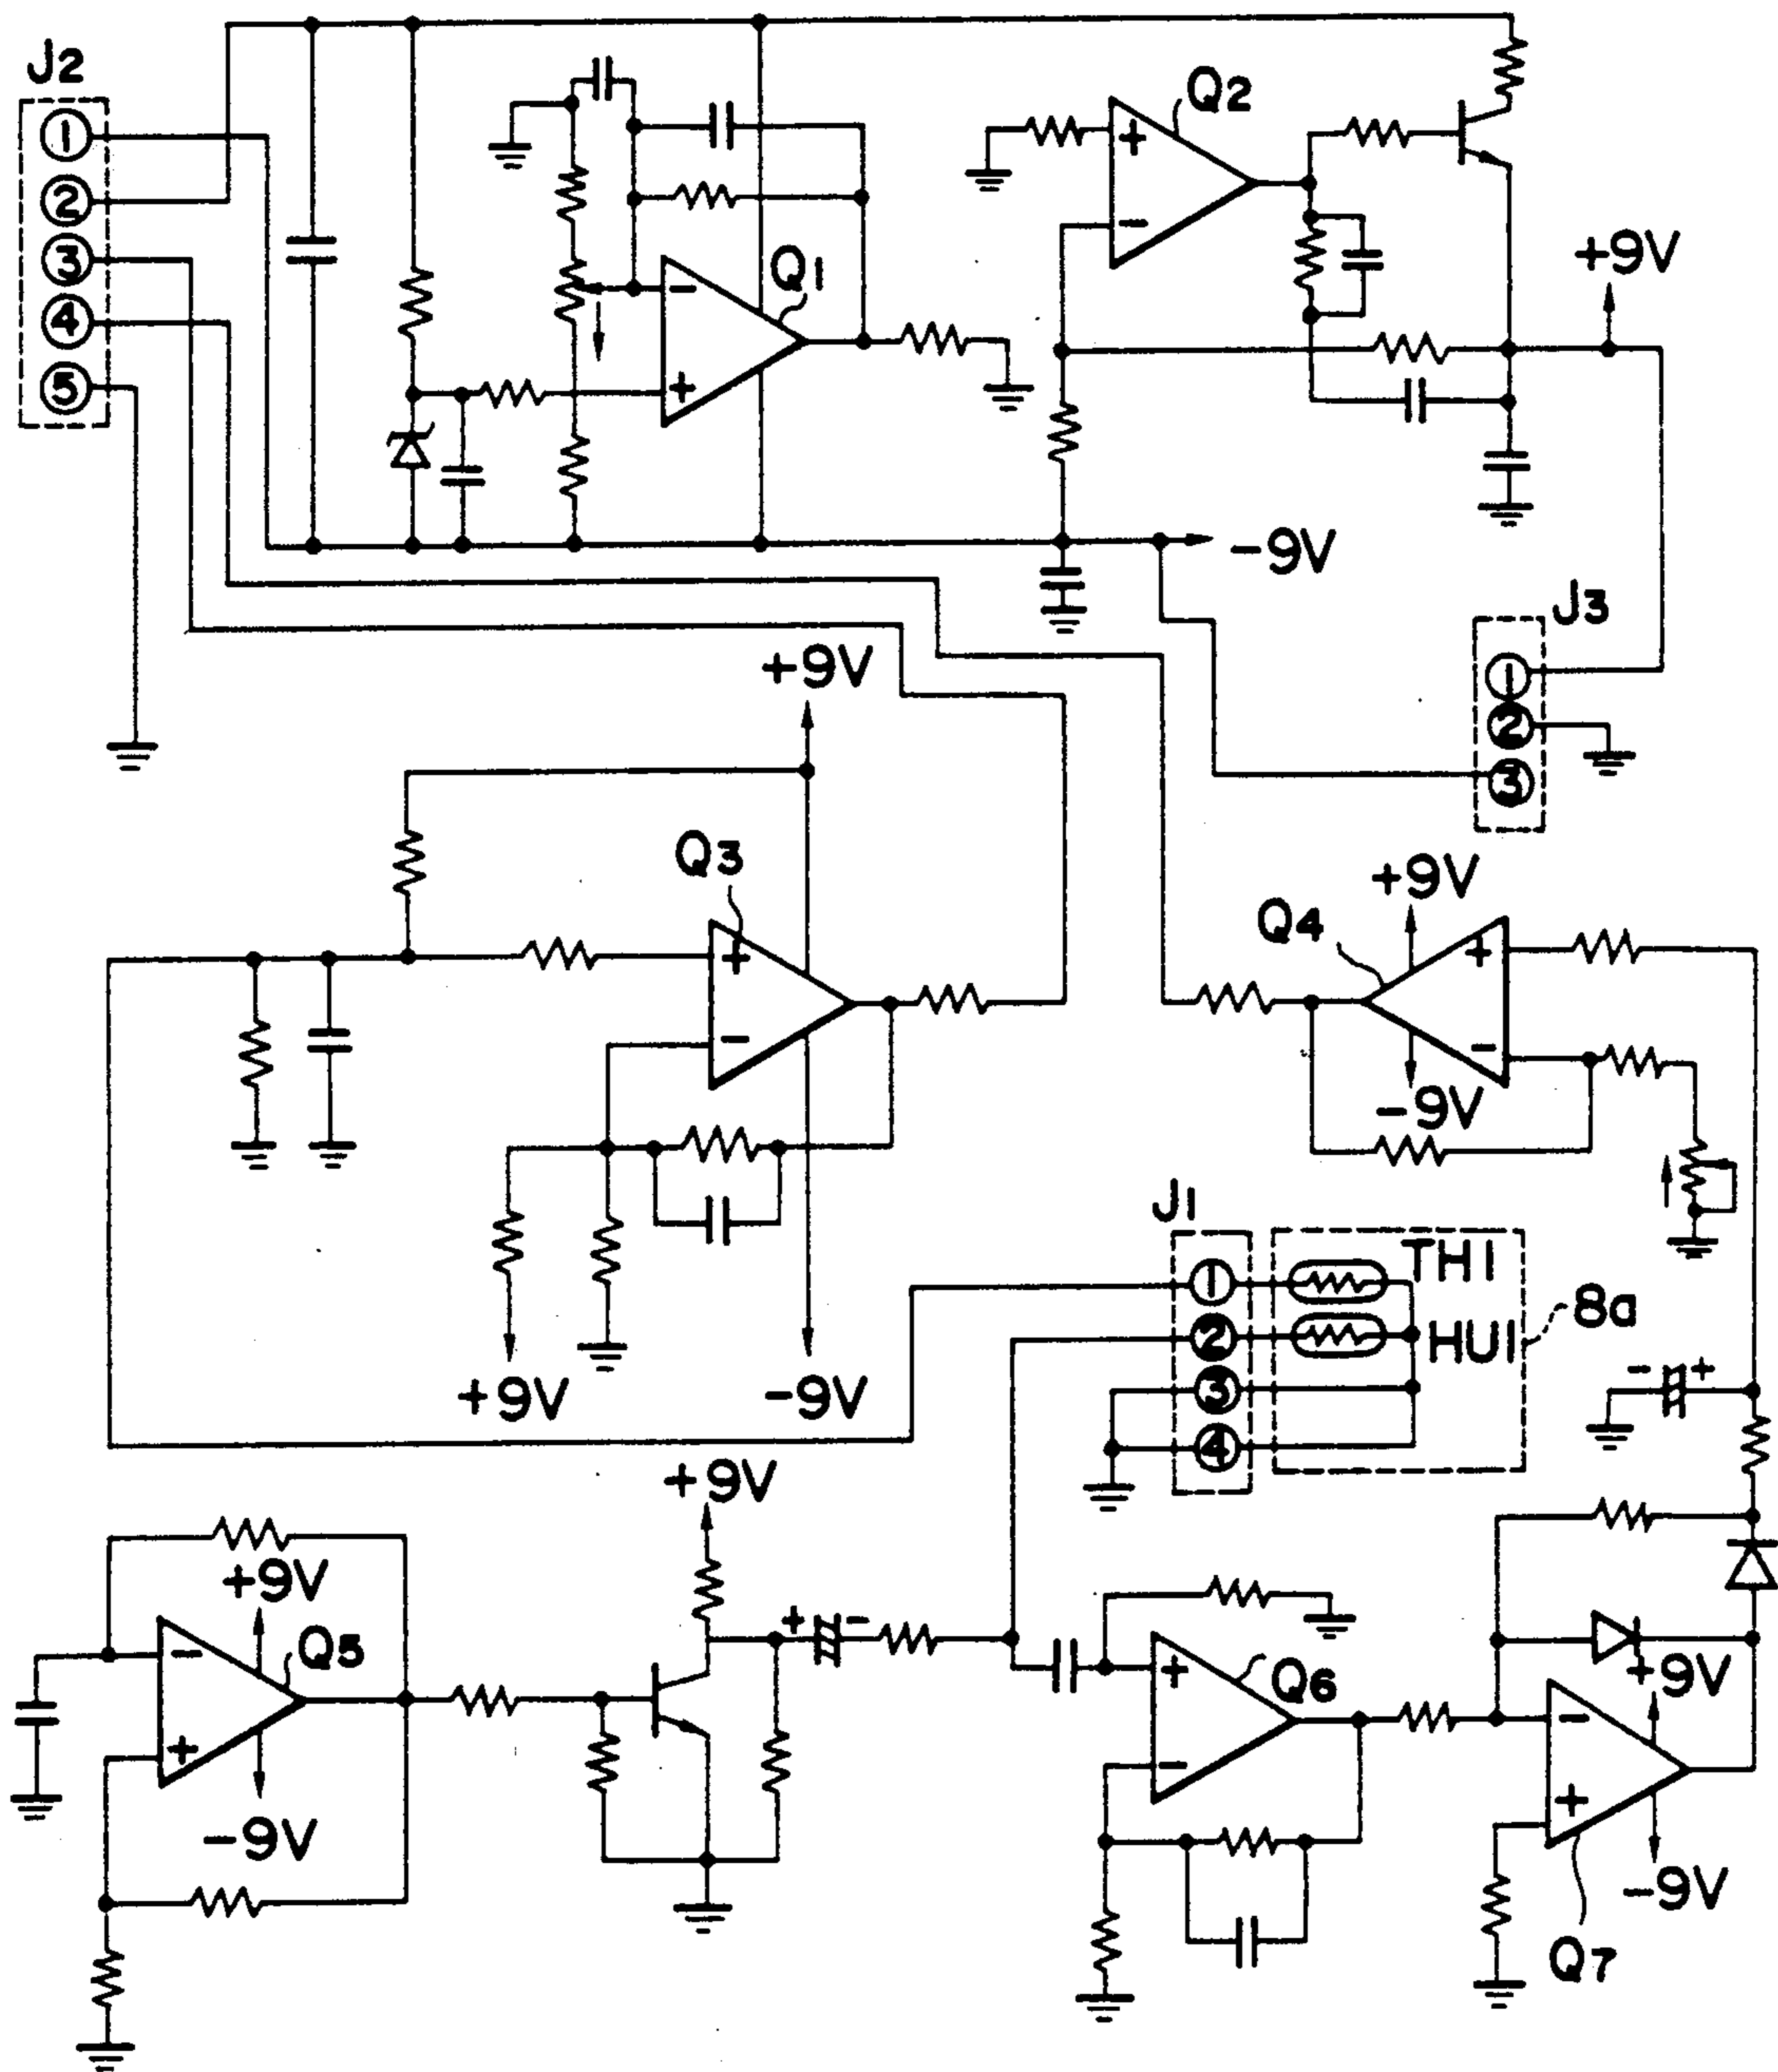 J2
1
2
3
4
5
Q1
+
-
Q2
+
-
+9V
-9V
J3
1
2
3
+9V
Q3
+
-
+9V
-9V
Q4
+9V
+
-
-9V
J1
1
2
3
4
TH1
HU1
8a
- +
+9V
+9V
Q5
-
+
-9V
+ -
Q6
+
-
+9V
-
+
-9V
Q7